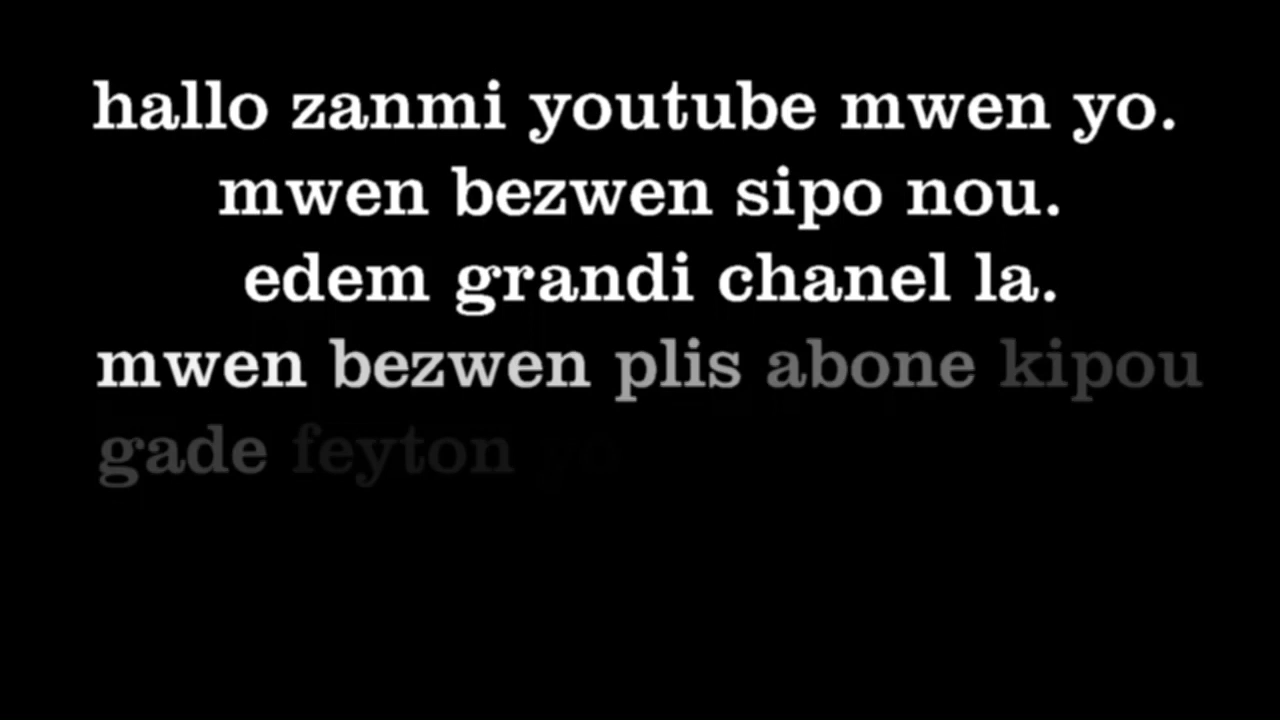 hallo zanmi youtube mwen yo.
mwen bezwen sipo nou.
edem grandi chanel la.
mwen bezwen plis abone kipou
gade feyton yo